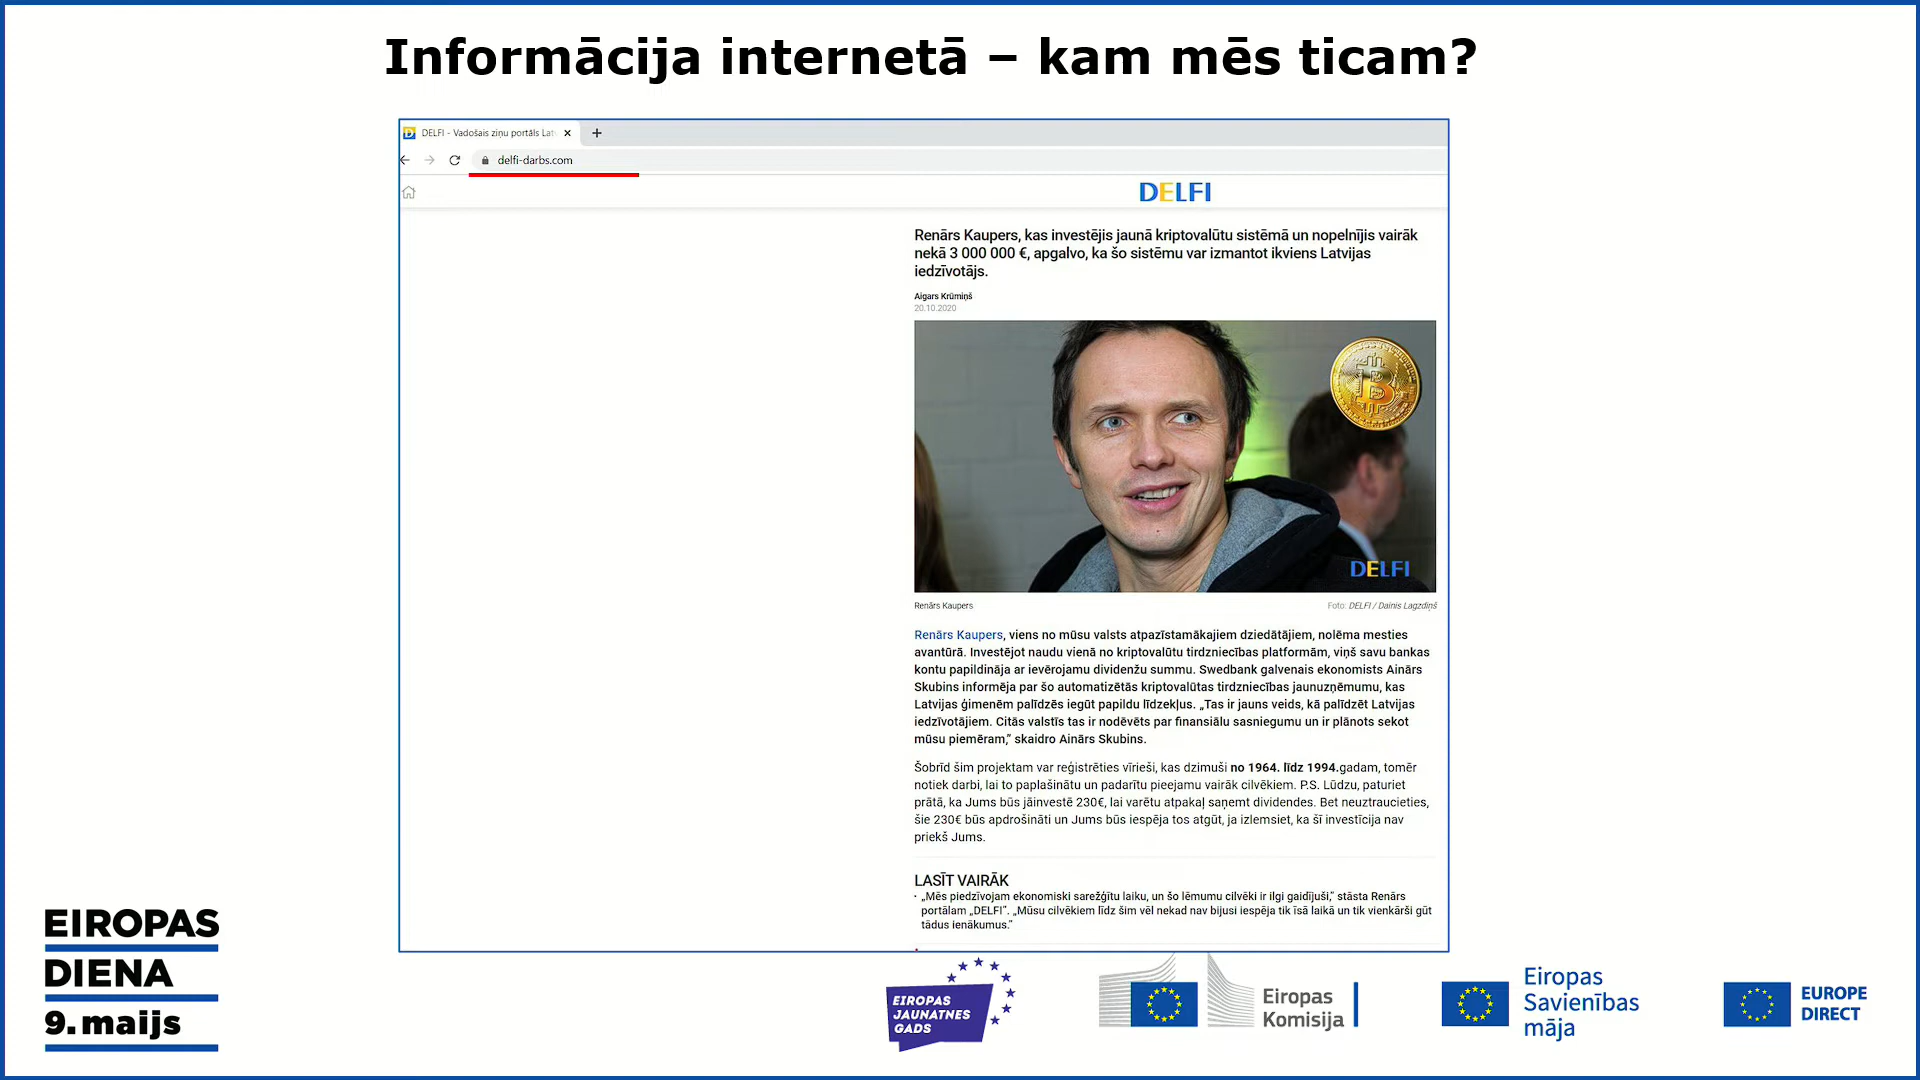 Informācija internetā – kam mēs ticam?
DELFI - Vadošais ziņu portāls Lat
delfi-darbs.com
DELFI
Renārs Kaupers, kas investējis jaunā kriptovalūtu sistēmā un nopelnījis vairāk
nekā 3 000 000 €, apgalvo, ka šo sistēmu var izmantot ikviens Latvijas
iedzīvotājs.
Aigars Krūmiņš
20.10.2020
DELFI
Renārs Kaupers
Foto: DELFI / Dainis Lagzdiņš
Renārs Kaupers, viens no mūsu valsts atpazīstamākajiem dziedātājiem, nolēma mesties
avantūrā. Investējot naudu vienā no kriptovalūtu tirdzniecības platformām, viņš savu bankas
kontu papildināja ar ievērojamu dividenžu summu. Swedbank galvenais ekonomists Ainārs
Skubins informēja par šo automatizētās kriptovalūtas tirdzniecības jaunuzņēmumu, kas
Latvijas ģimenēm palīdzēs iegūt papildu līdzekļus. „Tas ir jauns veids, kā palīdzēt Latvijas
iedzīvotājiem. Citās valstīs tas ir nodēvēts par finansiālu sasniegumu un ir plānots sekot
mūsu piemēram,” skaidro Ainārs Skubins.
Šobrīd šim projektam var reģistrēties vīrieši, kas dzimuši no 1964. līdz 1994.gadam, tomēr
notiek darbi, lai to paplašinātu un padarītu pieejamu vairāk cilvēkiem. P.S. Lūdzu, paturiet
prātā, ka Jums būs jāinvestē 230€, lai varētu atpakaļ saņemt dividendes. Bet neuztraucieties,
šie 230€ būs apdrošināti un Jums būs iespēja tos atgūt, ja izlemsiet, ka šī investīcija nav
priekš Jums.
LASĪT VAIRĀK
· „Mēs piedzīvojam ekonomiski sarežģītu laiku, un šo lēmumu cilvēki ir ilgi gaidījuši,” stāsta Renārs
portālam „DELFI”. „Mūsu cilvēkiem līdz šim vēl nekad nav bijusi iespēja tik īsā laikā un tik vienkārši gūt
tādus ienākumus.”
EIROPAS
DIENA
9. maijs
EIROPAS
JAUNATNES
GADS
Eiropas
Komisija
Eiropas
Savienības
māja
EUROPE
DIRECT